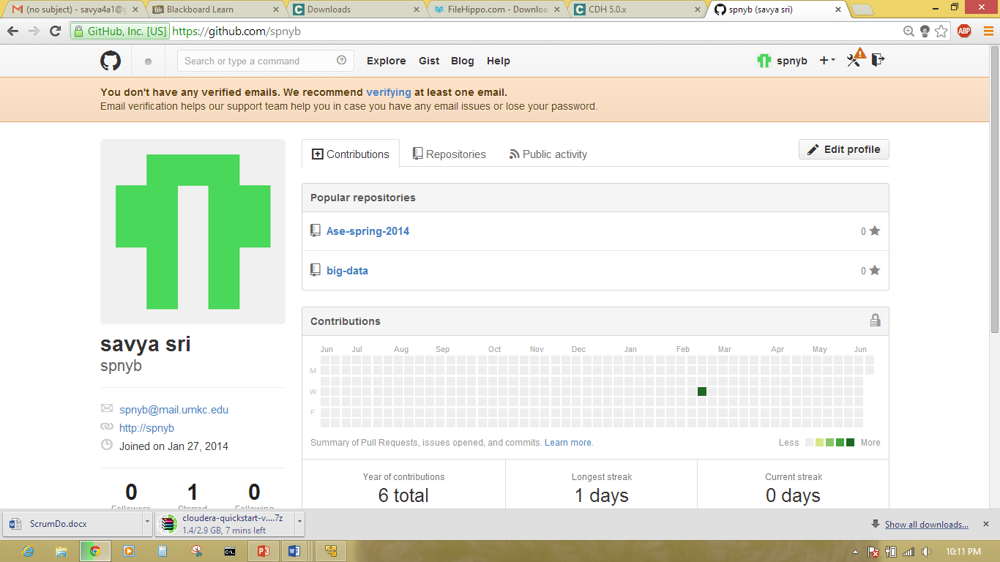 (no subject) - savya4a1@g
Blackboard Learn
Downloads
FileHippo.com - Downloa
CDH 5.0.x
spnyb (savya sri)
GitHub, Inc. [US] https://github.com/spnyb
ABP
Search or type a command
Explore Gist Blog Help
spnyb
You don't have any verified emails. We recommend verifying at least one email.
Email verification helps our support team help you in case you have any email issues or lose your password.
Contributions Repositories Public activity
Edit profile
Popular repositories
Ase-spring-2014 0
big-data 0
savya sri
spnyb
spnyb@mail.umkc.edu
http://spnyb
Joined on Jan 27, 2014
0 1 0
Followers Starred Following
Contributions
Jun Jul Aug Sep Oct Nov Dec Jan Feb Mar Apr May Jun
M
W
F
Summary of Pull Requests, issues opened, and commits. Learn more.
Less More
Year of contributions
6 total
Longest streak
1 days
Current streak
0 days
ScrumDo.docx
cloudera-quickstart-v....7z
1.4/2.9 GB, 7 mins left
Show all downloads...
10:11 PM